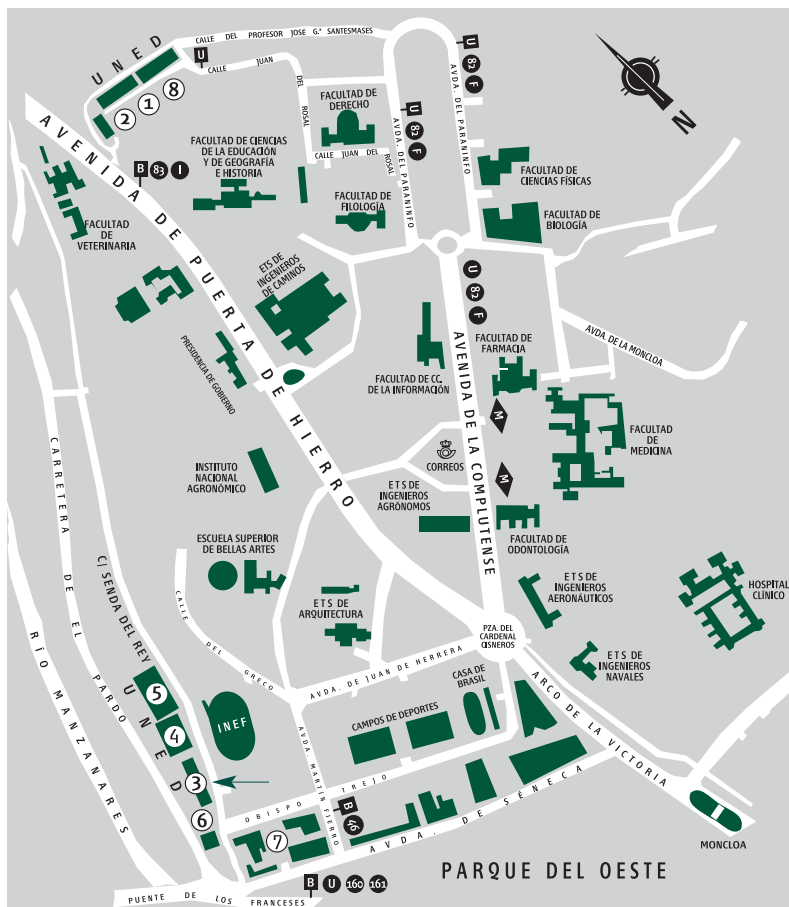 CALLE DEL PROFESOR JOSÉ G.ª SANTESMASES
UNED
U
CALLE JUAN DEL ROSAL
8
1
2
U
82
F
AVDA. DEL PARANINFO
U
82
F
AVDA. DEL PARANINFO
N
FACULTAD DE
DERECHO
CALLE JUAN DEL
ROSAL
AVENIDA DE PUERTA DE HIERRO
B
83
I
FACULTAD DE CIENCIAS
DE LA EDUCACIÓN
Y DE GEOGRAFÍA
E HISTORIA
FACULTAD DE
CIENCIAS FÍSICAS
FACULTAD
DE
VETERINARIA
FACULTAD DE
FILOLOGÍA
FACULTAD DE
BIOLOGÍA
ETS DE
INGENIEROS
DE CAMINOS
U
82
F
AVENIDA DE LA COMPLUTENSE
AVDA. DE LA MONCLOA
PRESIDENCIA DE GOBIERNO
FACULTAD DE
FARMACIA
FACULTAD DE CC.
DE LA INFORMACIÓN
M
FACULTAD
DE
MEDICINA
CORREOS
M
INSTITUTO
NACIONAL
AGRONÓMICO
ETS DE
INGENIEROS
AGRÓNOMOS
FACULTAD DE
ODONTOLOGÍA
ESCUELA SUPERIOR
DE BELLAS ARTES
ETS DE
INGENIEROS
AERONÁUTICOS
HOSPITAL
CLÍNICO
CARRETERA DE EL PARDO
C/ SENDA DEL REY
RÍO MANZANARES
CALLE DEL GRECO
ETS DE
ARQUITECTURA
PZA. DEL
CARDENAL
CISNEROS
ETS DE
INGENIEROS
NAVALES
AVDA. DE JUAN DE HERRERA
CASA DE
BRASIL
ARCO DE LA VICTORIA
UNED
5
4
3
6
INEF
CAMPOS DE DEPORTES
AVDA. MARTÍN FIERRO
OBISPO TREJO
B
46
7
AVDA. DE SÉNECA
MONCLOA
PARQUE DEL OESTE
B
U
160
161
PUENTE DE LOS FRANCESES